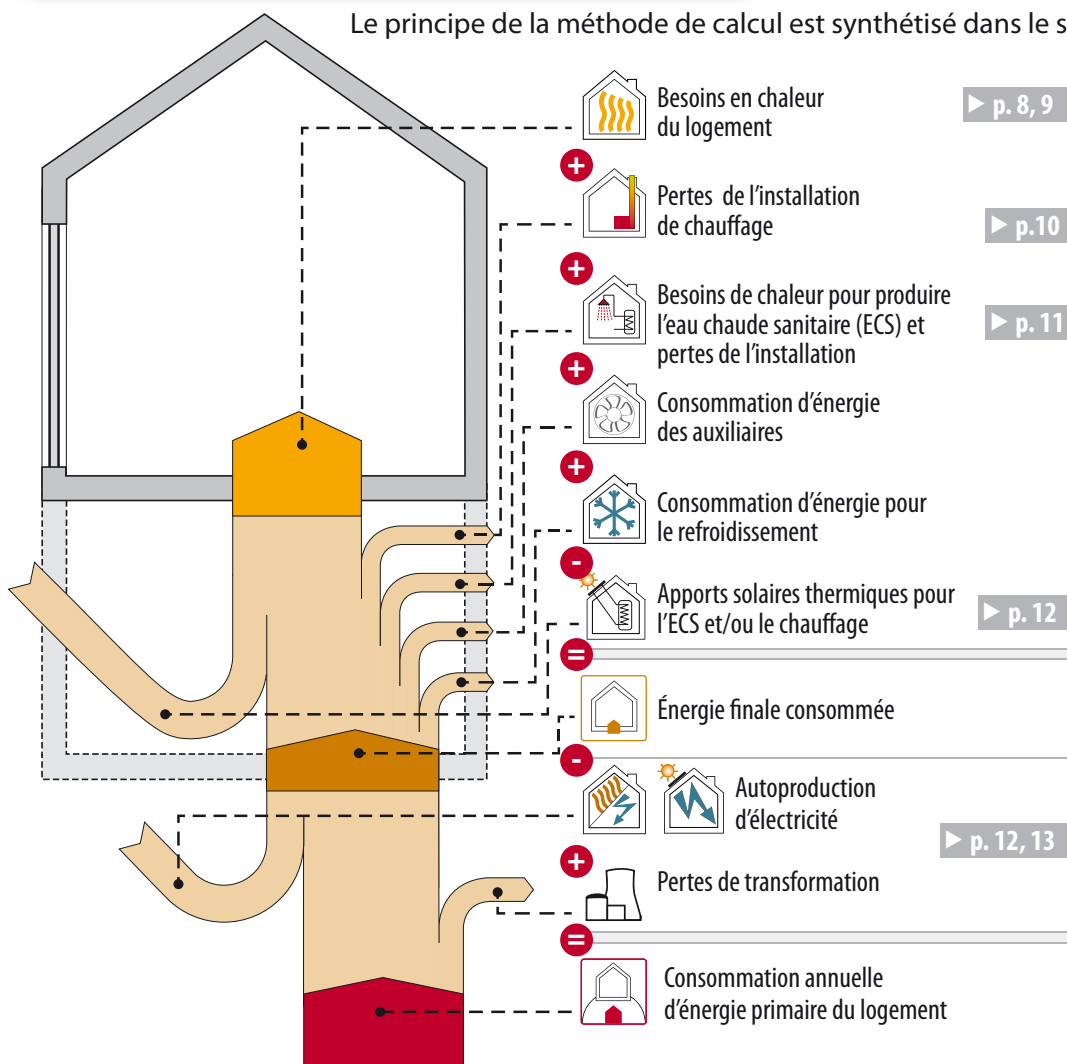 Le principe de la méthode de calcul est synthétisé dans le s
Besoins en chaleur
du logement
▶ p. 8, 9
+
Pertes de l’installation
de chauffage
▶ p.10
+
Besoins de chaleur pour produire
l’eau chaude sanitaire (ECS) et
pertes de l’installation
▶ p. 11
+
Consommation d’énergie
des auxiliaires
+
Consommation d’énergie pour
le refroidissement
-
Apports solaires thermiques pour
l’ECS et/ou le chauffage
▶ p. 12
=
Énergie finale consommée
-
Autoproduction
d’électricité
▶ p. 12, 13
+
Pertes de transformation
=
Consommation annuelle
d’énergie primaire du logement